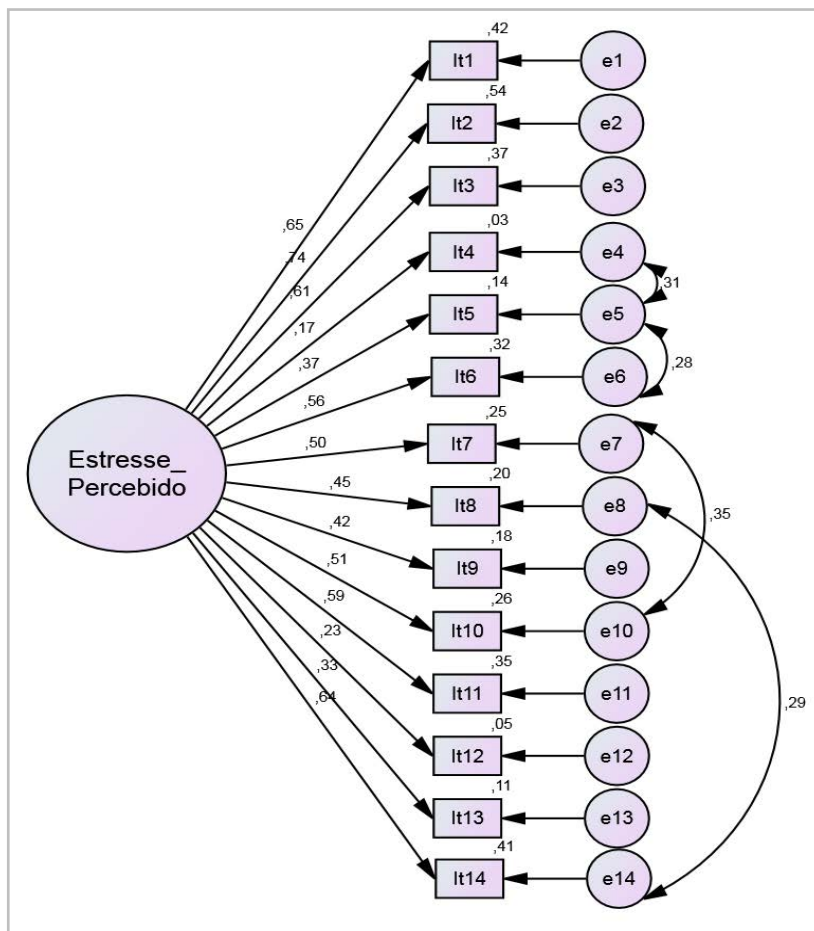 ,42
It1
e1
,54
It2
e2
,37
It3
e3
,03
It4
e4
,14
It5
e5
,32
It6
e6
,25
It7
e7
,20
It8
e8
,18
It9
e9
,26
It10
e10
,35
It11
e11
,05
It12
e12
,11
It13
e13
,41
It14
e14
,65
,74
,61
,17
,37
,56
,50
,45
,42
,51
,59
,23
,33
,64
Estresse_
Percebido
,31
,28
,35
,29